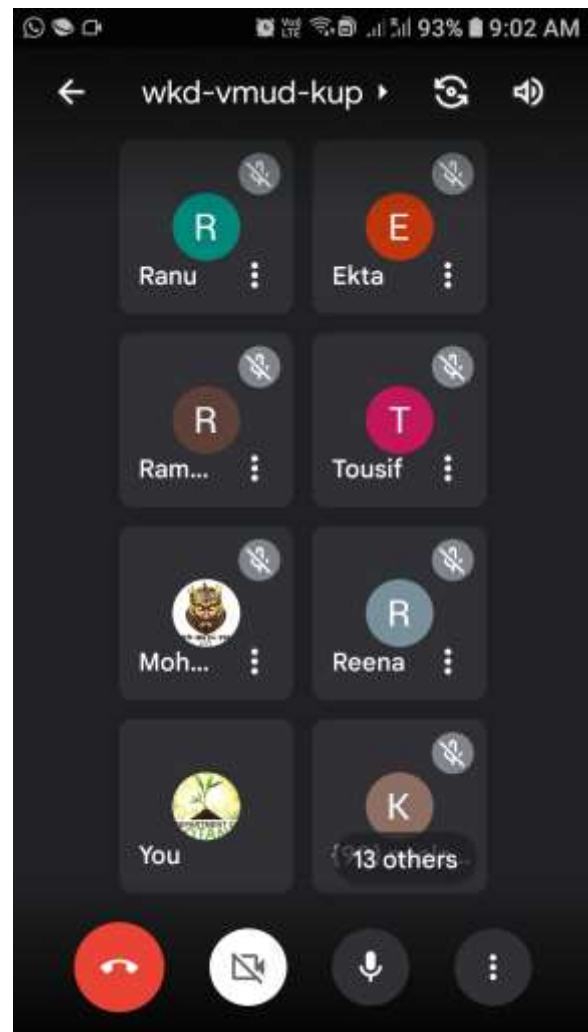 93% 9:02 AM
wkd-vmud-kup
R E
Ranu Ekta
R T
Ram... Tousif
R
Moh... Reena
K
You 13 others